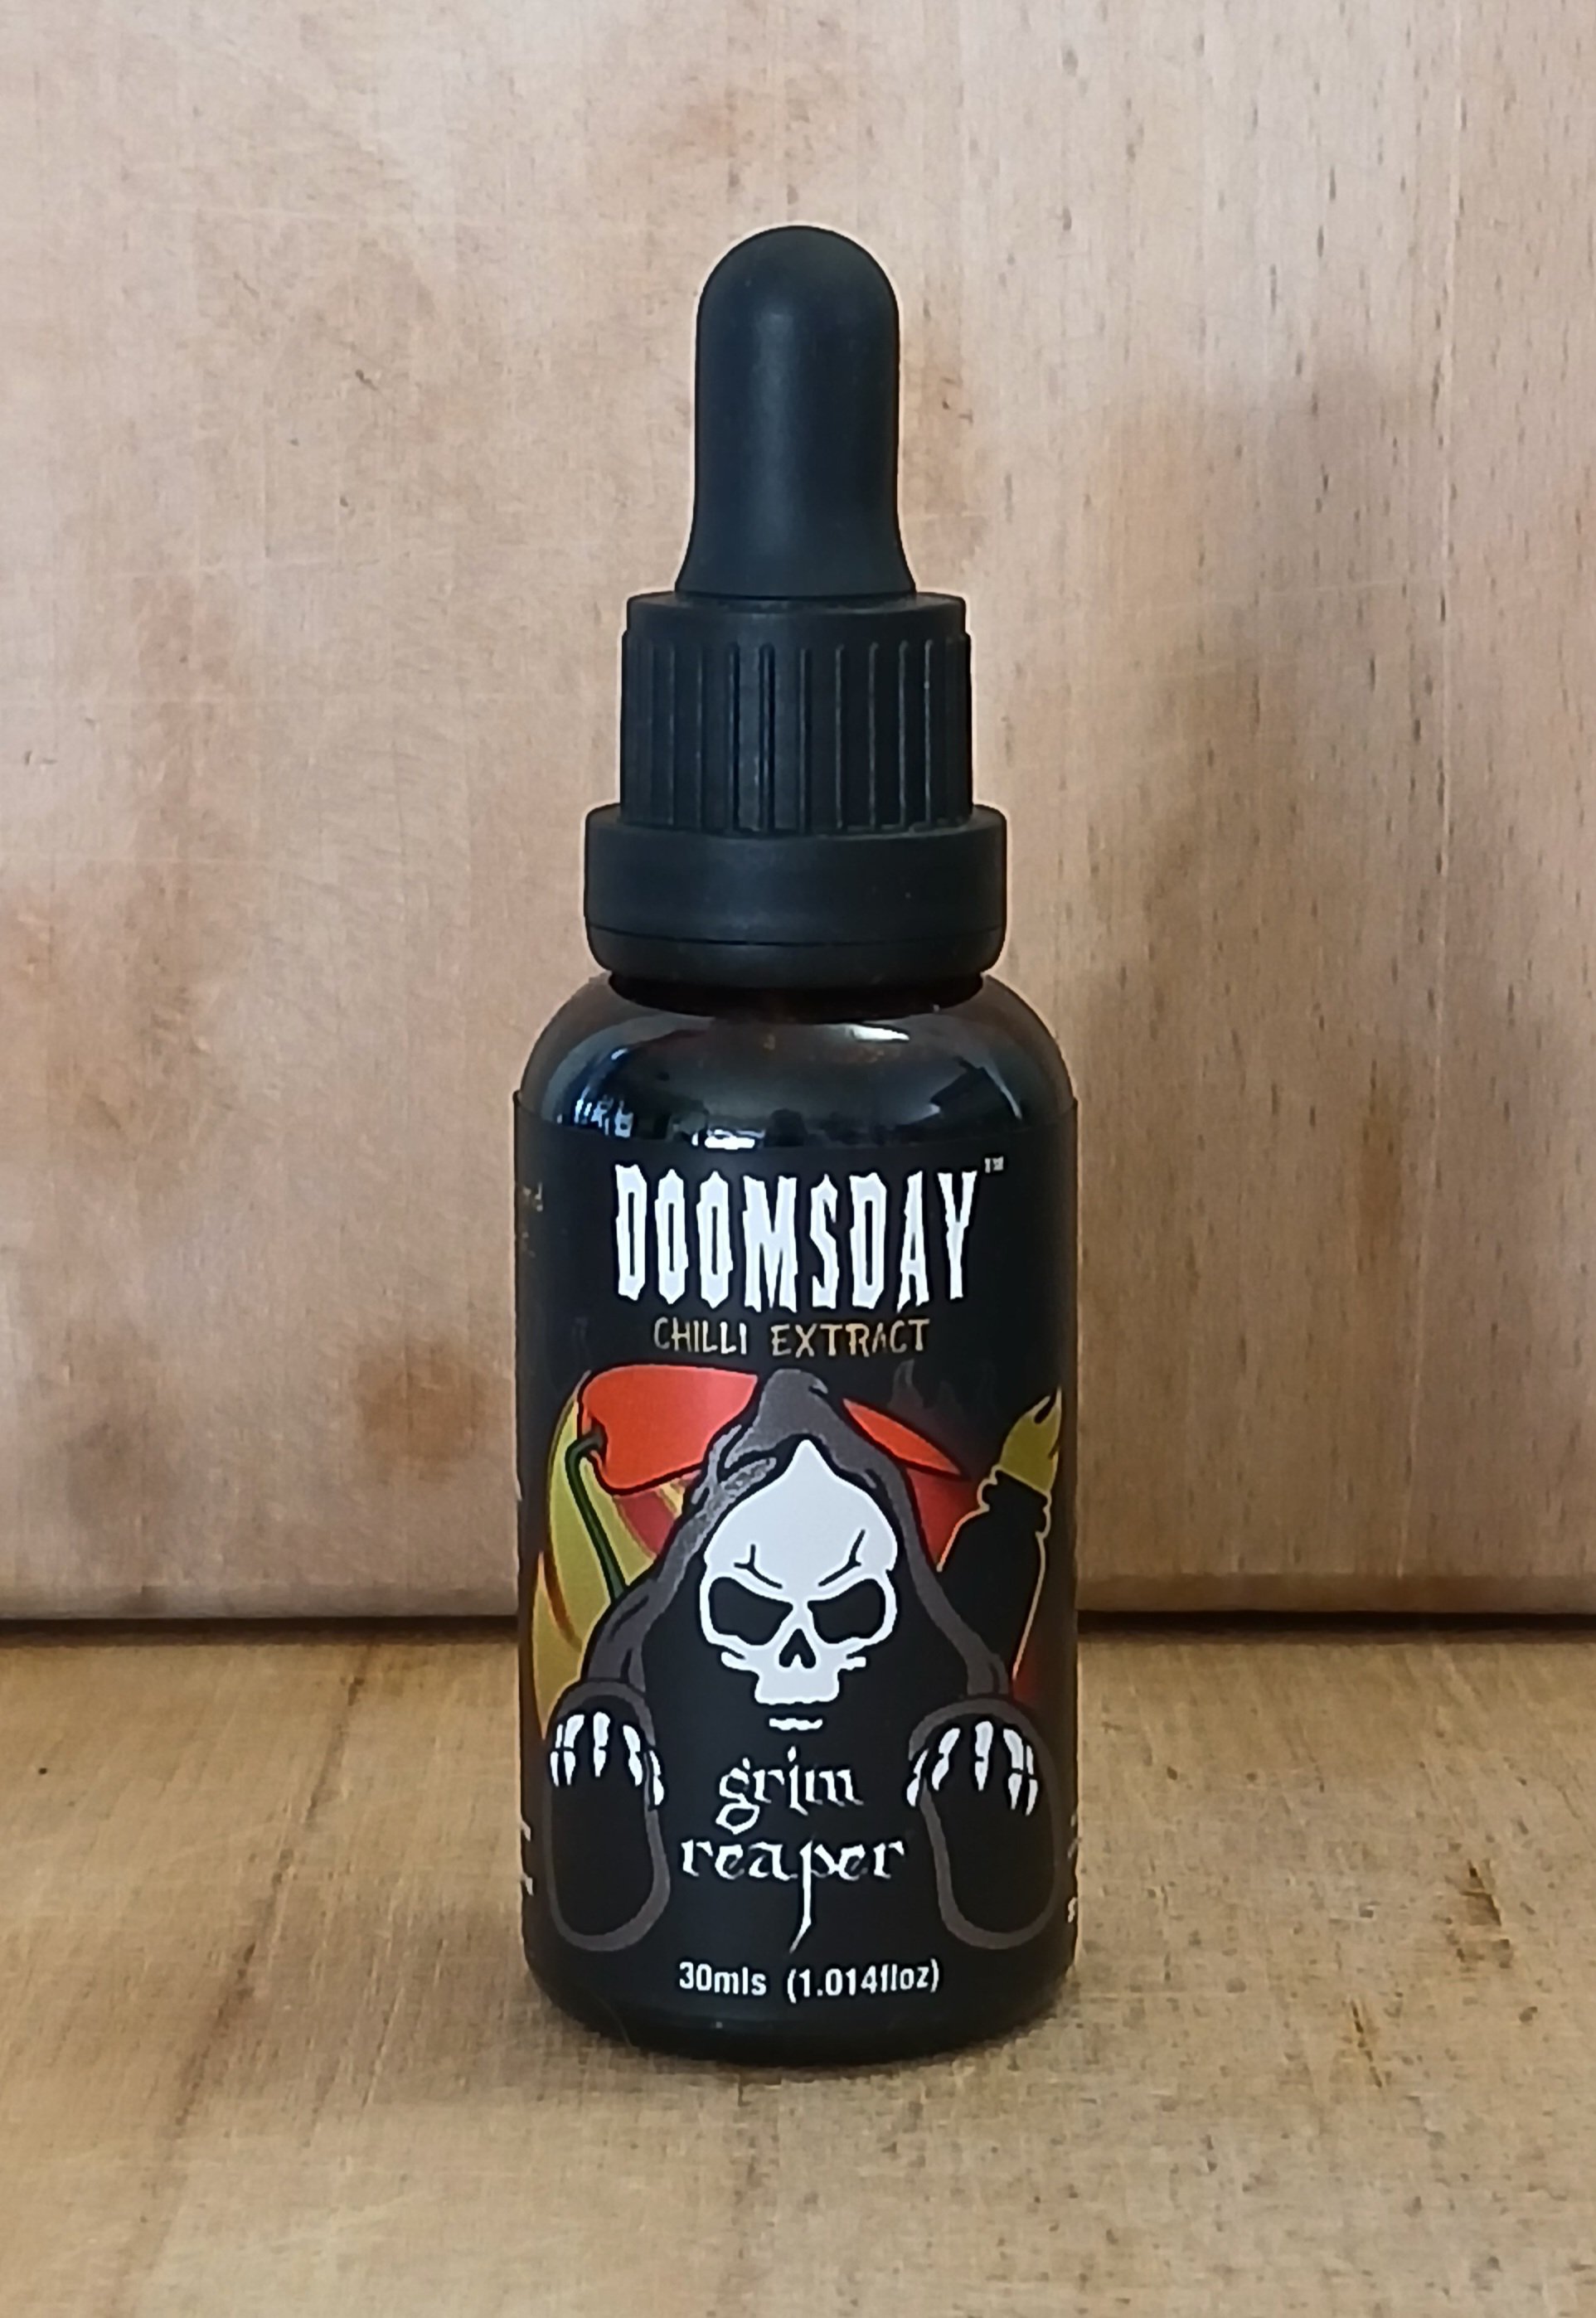 DOOMSDAY™
CHILLI EXTRACT
grim
reaper
30mls (1.014floz)